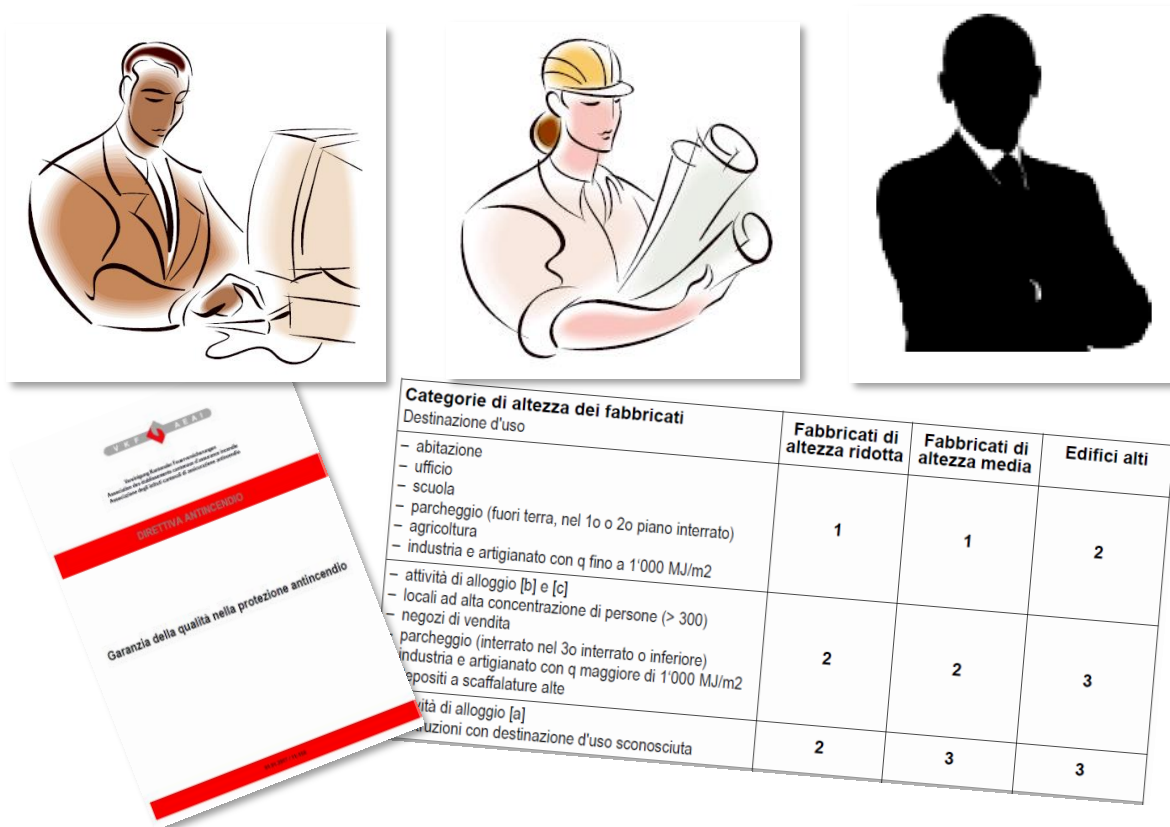 VKF AEAI
Vereinigung Kantonaler Feuerversicherungen
Association des établissements cantonaux d'assurance incendie
Associazione degli istituti cantonali di assicurazione antincendio
DIRETTIVA ANTINCENDIO
Garanzia della qualità nella protezione antincendio
Categorie di altezza dei fabbricati
Destinazione d'uso
Fabbricati di
altezza ridotta
Fabbricati di
altezza media
Edifici alti
– abitazione
– ufficio
– scuola
– parcheggio (fuori terra, nel 1o o 2o piano interrato)
– agricoltura
– industria e artigianato con q fino a 1'000 MJ/m2
1
1
2
– attività di alloggio [b] e [c]
– locali ad alta concentrazione di persone (> 300)
– negozi di vendita
parcheggio (interrato nel 3o interrato o inferiore)
industria e artigianato con q maggiore di 1'000 MJ/m2
epositi a scaffalature alte
2
2
3
vità di alloggio [a]
truzioni con destinazione d'uso sconosciuta
2
3
3